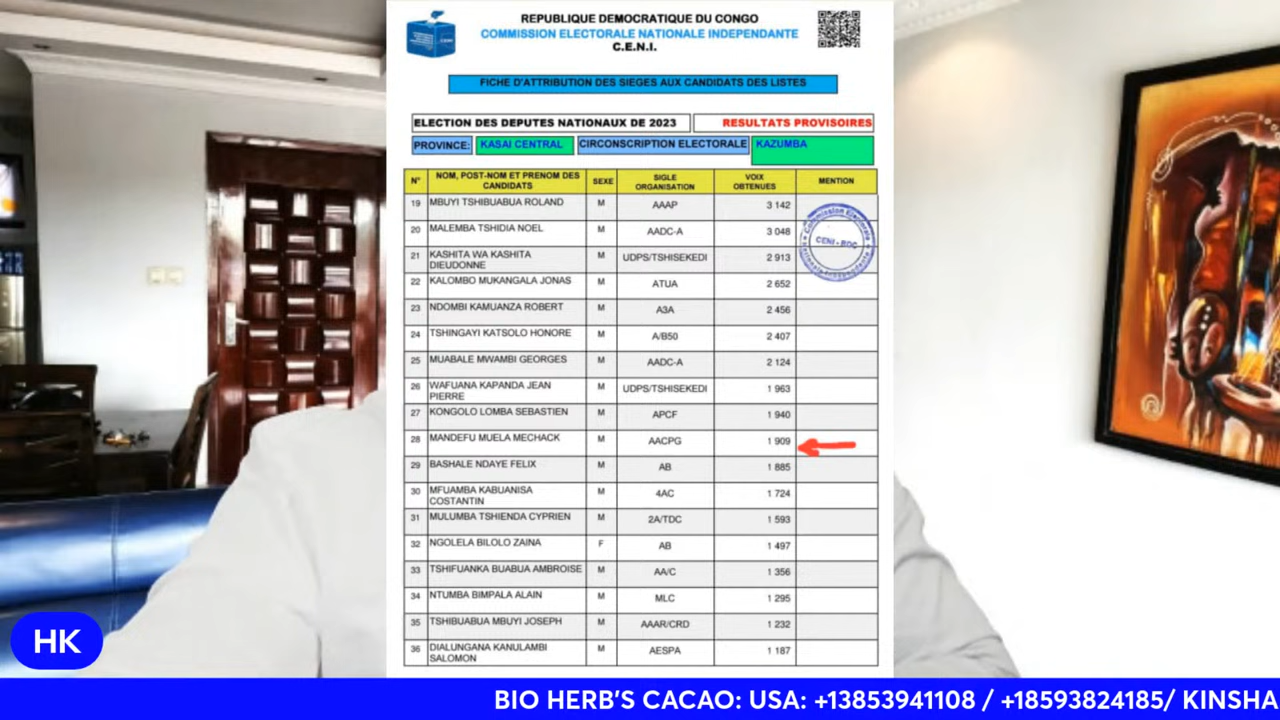 REPUBLIQUE DEMOCRATIQUE DU CONGO
COMMISSION ELECTORALE NATIONALE INDEPENDANTE
C.E.N.I.
FICHE D'ATTRIBUTION DES SIEGES AUX CANDIDATS DES LISTES
ELECTION DES DEPUTES NATIONAUX DE 2023 RESULTATS PROVISOIRES
PROVINCE: KASAI CENTRAL CIRCONSCRIPTION ELECTORALE KAZUMBA
N° NOM, POST-NOM ET PRENOM DES CANDIDATS SEXE SIGLE ORGANISATION VOIX OBTENUES MENTION
19 MBUYI TSHIBUABUA ROLAND M AAAP 3 142
20 MALEMBA TSHIDIA NOEL M AADC-A 3 048
CENI - RDC
21 KASHITA WA KASHITA DIEUDONNE M UDPS/TSHISEKEDI 2 913
22 KALOMBO MUKANGALA JONAS M ATUA 2 652
23 NDOMBI KAMUANZA ROBERT M A3A 2 456
24 TSHINGAYI KATSOLO HONORE M A/B50 2 407
25 MUABALE MWAMBI GEORGES M AADC-A 2 124
26 WAFUANA KAPANDA JEAN PIERRE M UDPS/TSHISEKEDI 1 963
27 KONGOLO LOMBA SEBASTIEN M APCF 1 940
28 MANDEFU MUELA MECHACK M AACPG 1 909
29 BASHALE NDAYE FELIX M AB 1 885
30 MFUAMBA KABUANISA COSTANTIN M 4AC 1 724
31 MULUMBA TSHIENDA CYPRIEN M 2A/TDC 1 593
32 NGOLELA BILOLO ZAINA F AB 1 497
33 TSHIFUANKA BUABUA AMBROISE M AA/C 1 356
34 NTUMBA BIMPALA ALAIN M MLC 1 295
35 TSHIBUABUA MBUYI JOSEPH M AAAR/CRD 1 232
36 DIALUNGANA KANULAMBI SALOMON M AESPA 1 187
HK
BIO HERB'S CACAO: USA: +13853941108 / +18593824185/ KINSHA